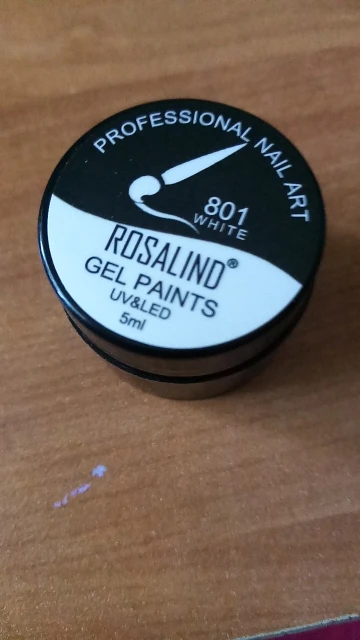 PROFESSIONAL NAIL ART
801
WHITE
ROSALIND®
GEL PAINTS
UV&LED
5ml